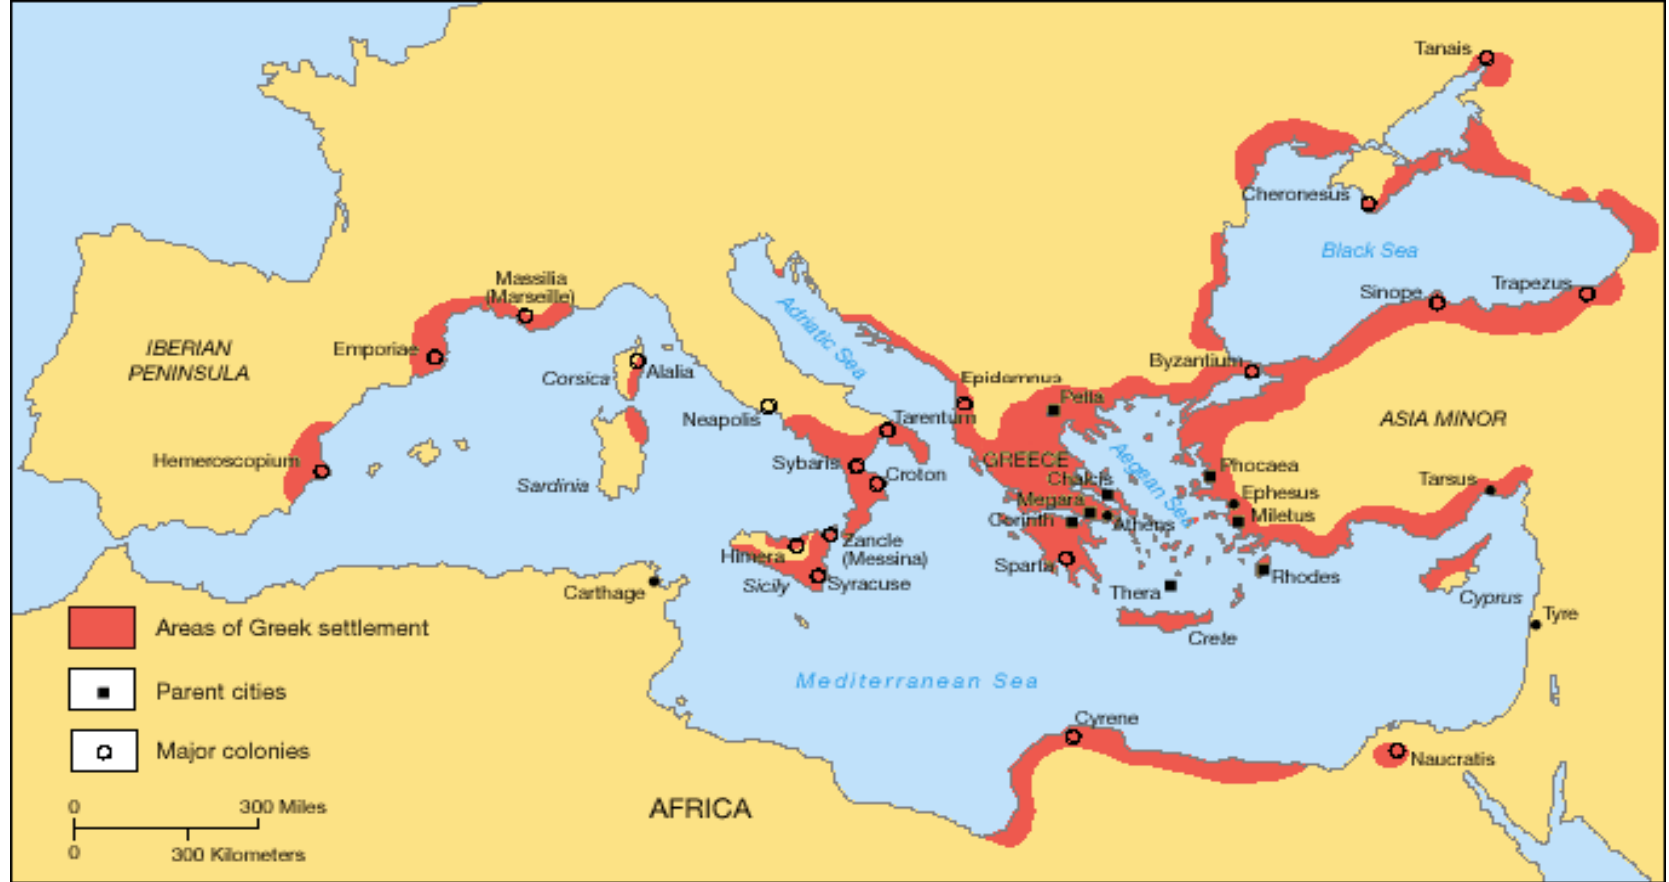 Tanais
Cheronesus
Black Sea
Massilia
(Marseille)
Sinope
Trapezus
Adriatic Sea
IBERIAN
PENINSULA
Emporiae
Corsica
Alalia
Byzantium
Epidamnus
Pella
Neapolis
Tarentum
ASIA MINOR
Hemeroscopium
Sybaris
Croton
GREECE
Aegean Sea
Phocaea
Sardinia
Chalcis
Tarsus
Megara
Ephesus
Corinth
Athens
Miletus
Himera
Zancle
(Messina)
Sparta
Rhodes
Carthage
Sicily
Syracuse
Thera
Cyprus
Tyre
Areas of Greek settlement
Crete
Mediterranean Sea
Parent cities
Cyrene
Major colonies
Naucratis
0 300 Miles
AFRICA
0 300 Kilometers